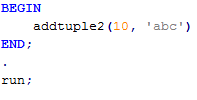 BEGIN
    addtuple2(10, 'abc')
END;
.
run;